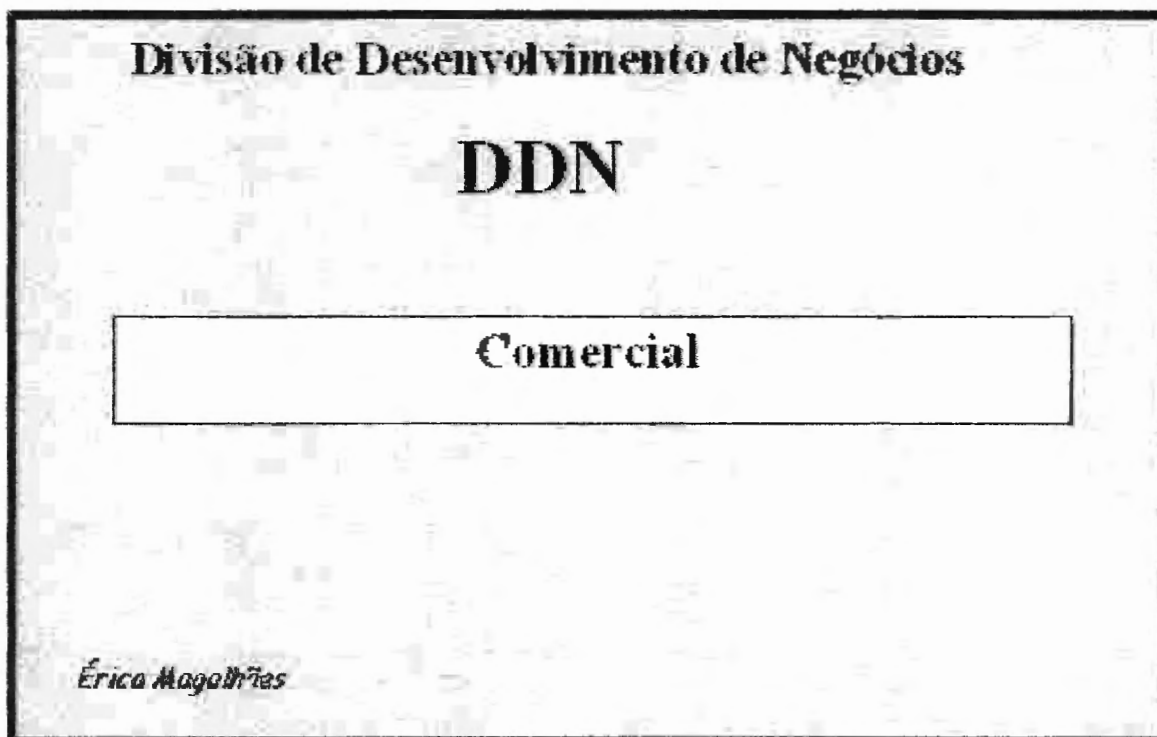 Divisão de Desenvolvimento de Negócios
DDN
Comercial
Érica Magalhães